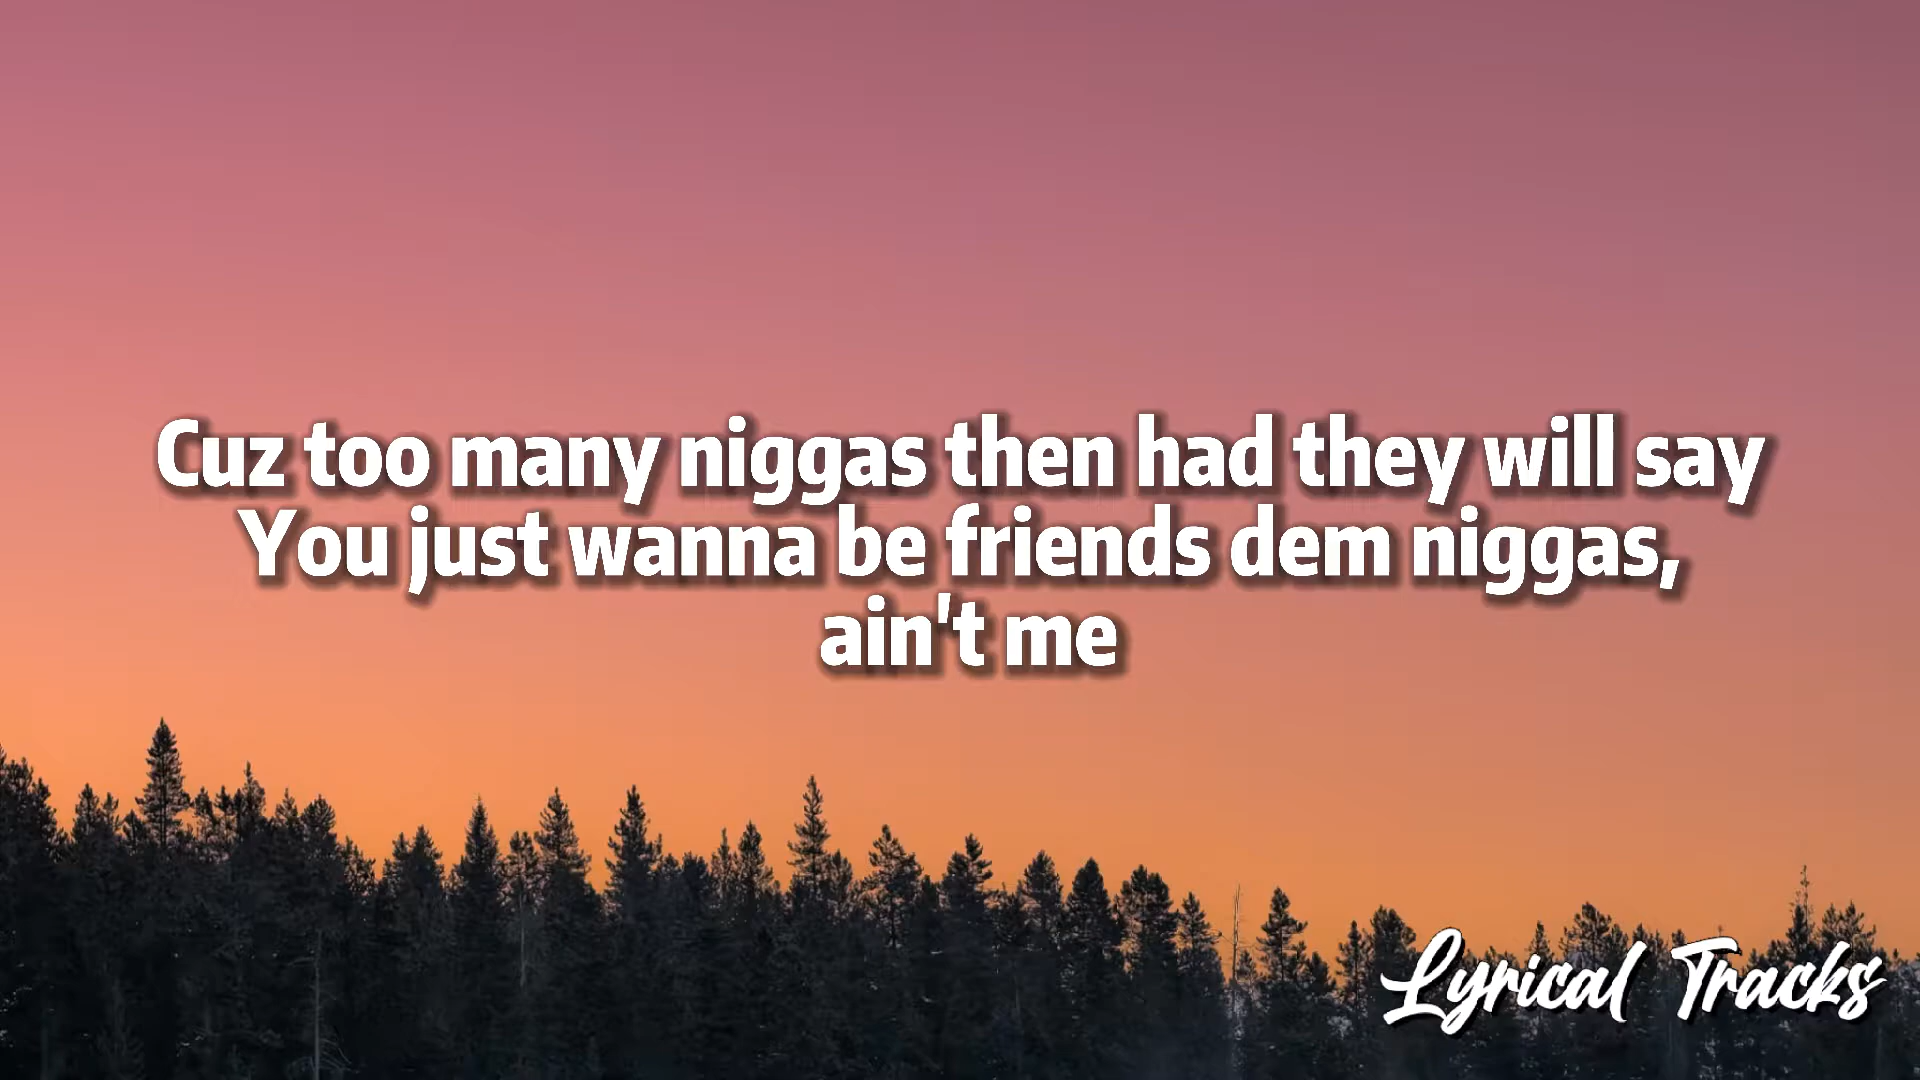 Cuz too many niggas then had they will say
You just wanna be friends dem niggas,
ain't me
Lyrical Tracks